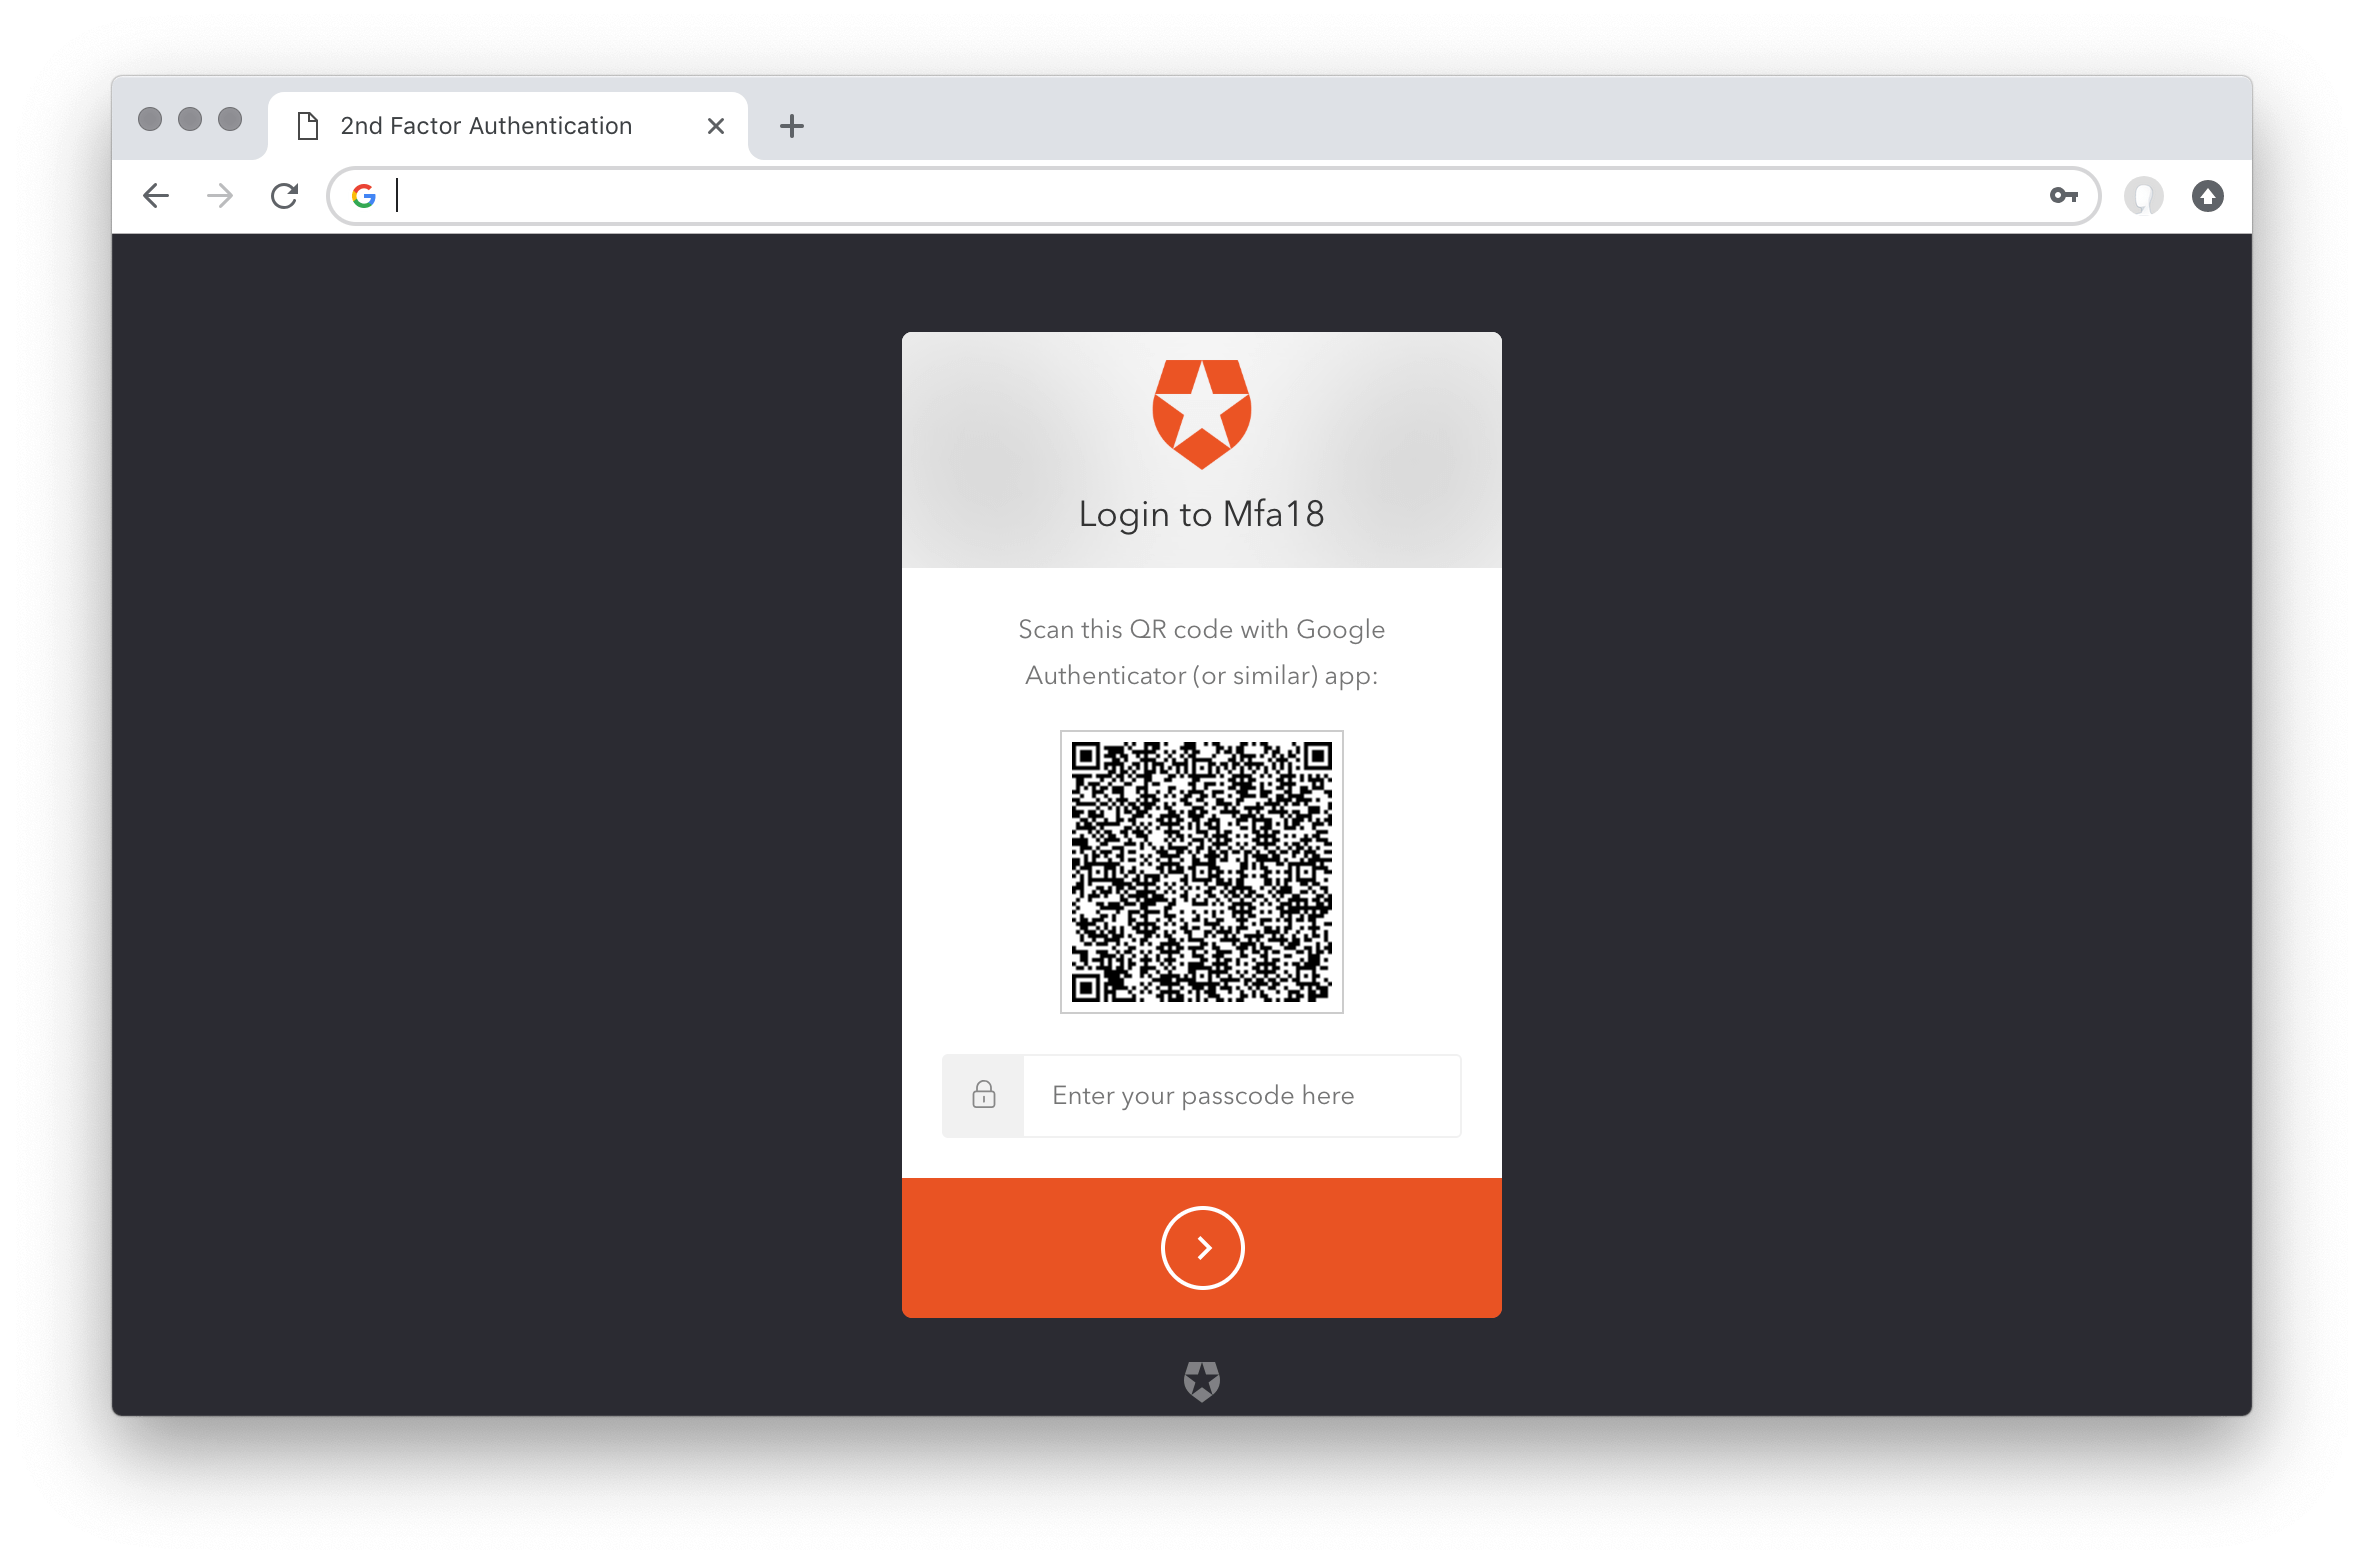 2nd Factor Authentication
Login to Mfa18
Scan this QR code with Google
Authenticator (or similar) app:
Enter your passcode here